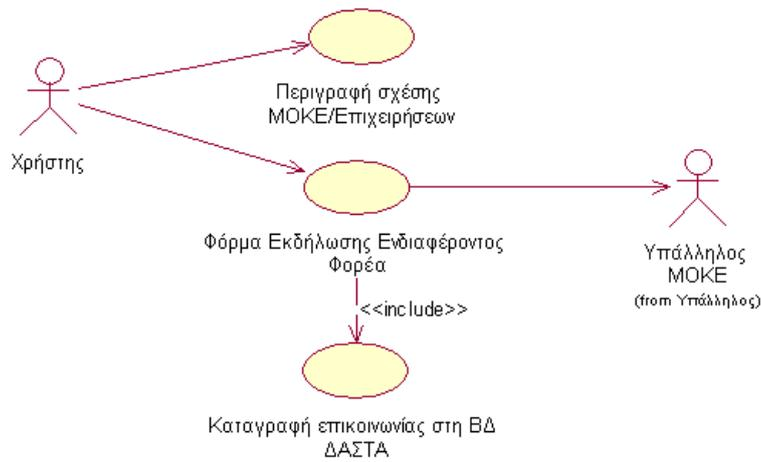 Περιγραφή σχέσης
ΜΟΚΕ/Επιχειρήσεων
Χρήστης
Φόρμα Εκδήλωσης Ενδιαφέροντος
Φορέα
Υπάλληλος
ΜΟΚΕ
(from Υπάλληλος)
<<include>>
Καταγραφή επικοινωνίας στη ΒΔ
ΔΑΣΤΑ